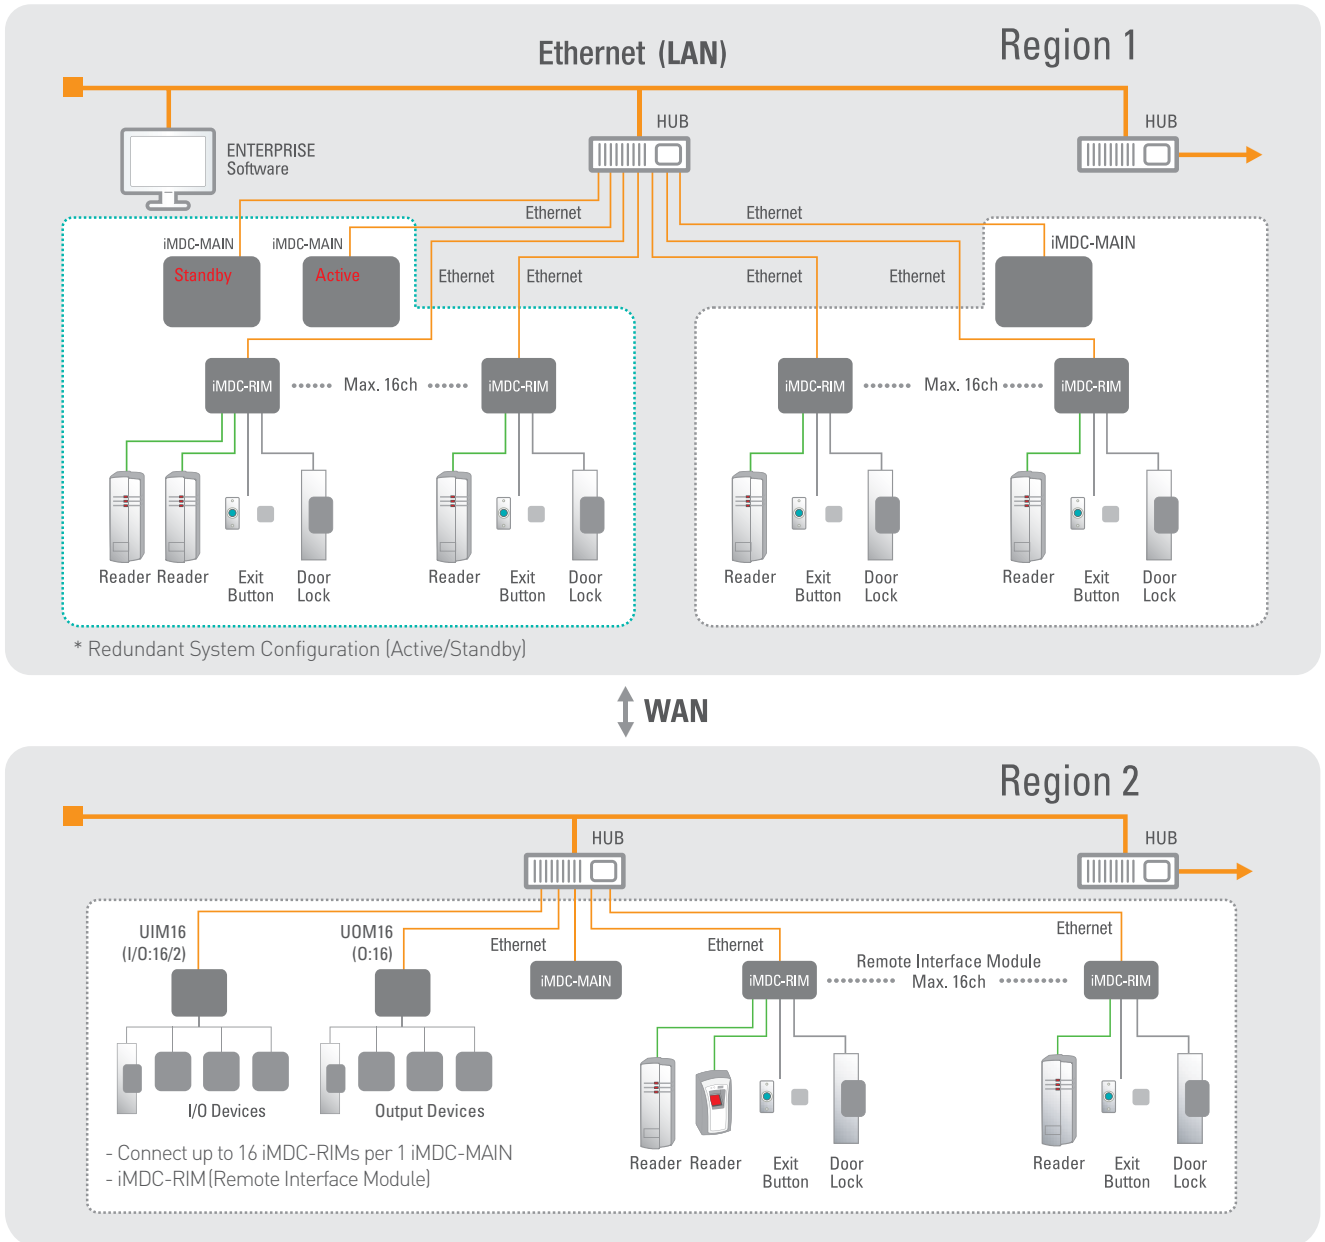 Ethernet (LAN)
Region 1
HUB
HUB
ENTERPRISE
Software
Ethernet
Ethernet
iMDC-MAIN
iMDC-MAIN
iMDC-MAIN
Standby
Active
Ethernet
Ethernet
Ethernet
Ethernet
iMDC-RIM
Max. 16ch
iMDC-RIM
iMDC-RIM
Max. 16ch
iMDC-RIM
Reader
Reader
Exit
Button
Door
Lock
Reader
Exit
Button
Door
Lock
Reader
Exit
Button
Door
Lock
Reader
Exit
Button
Door
Lock
* Redundant System Configuration (Active/Standby)
WAN
Region 2
HUB
HUB
UIM16
(I/O:16/2)
UOM16
(O:16)
Ethernet
Ethernet
Ethernet
iMDC-MAIN
iMDC-RIM
Remote Interface Module
Max. 16ch
iMDC-RIM
I/O Devices
Output Devices
- Connect up to 16 iMDC-RIMs per 1 iMDC-MAIN
- iMDC-RIM(Remote Interface Module)
Reader
Reader
Exit
Button
Door
Lock
Reader
Exit
Button
Door
Lock